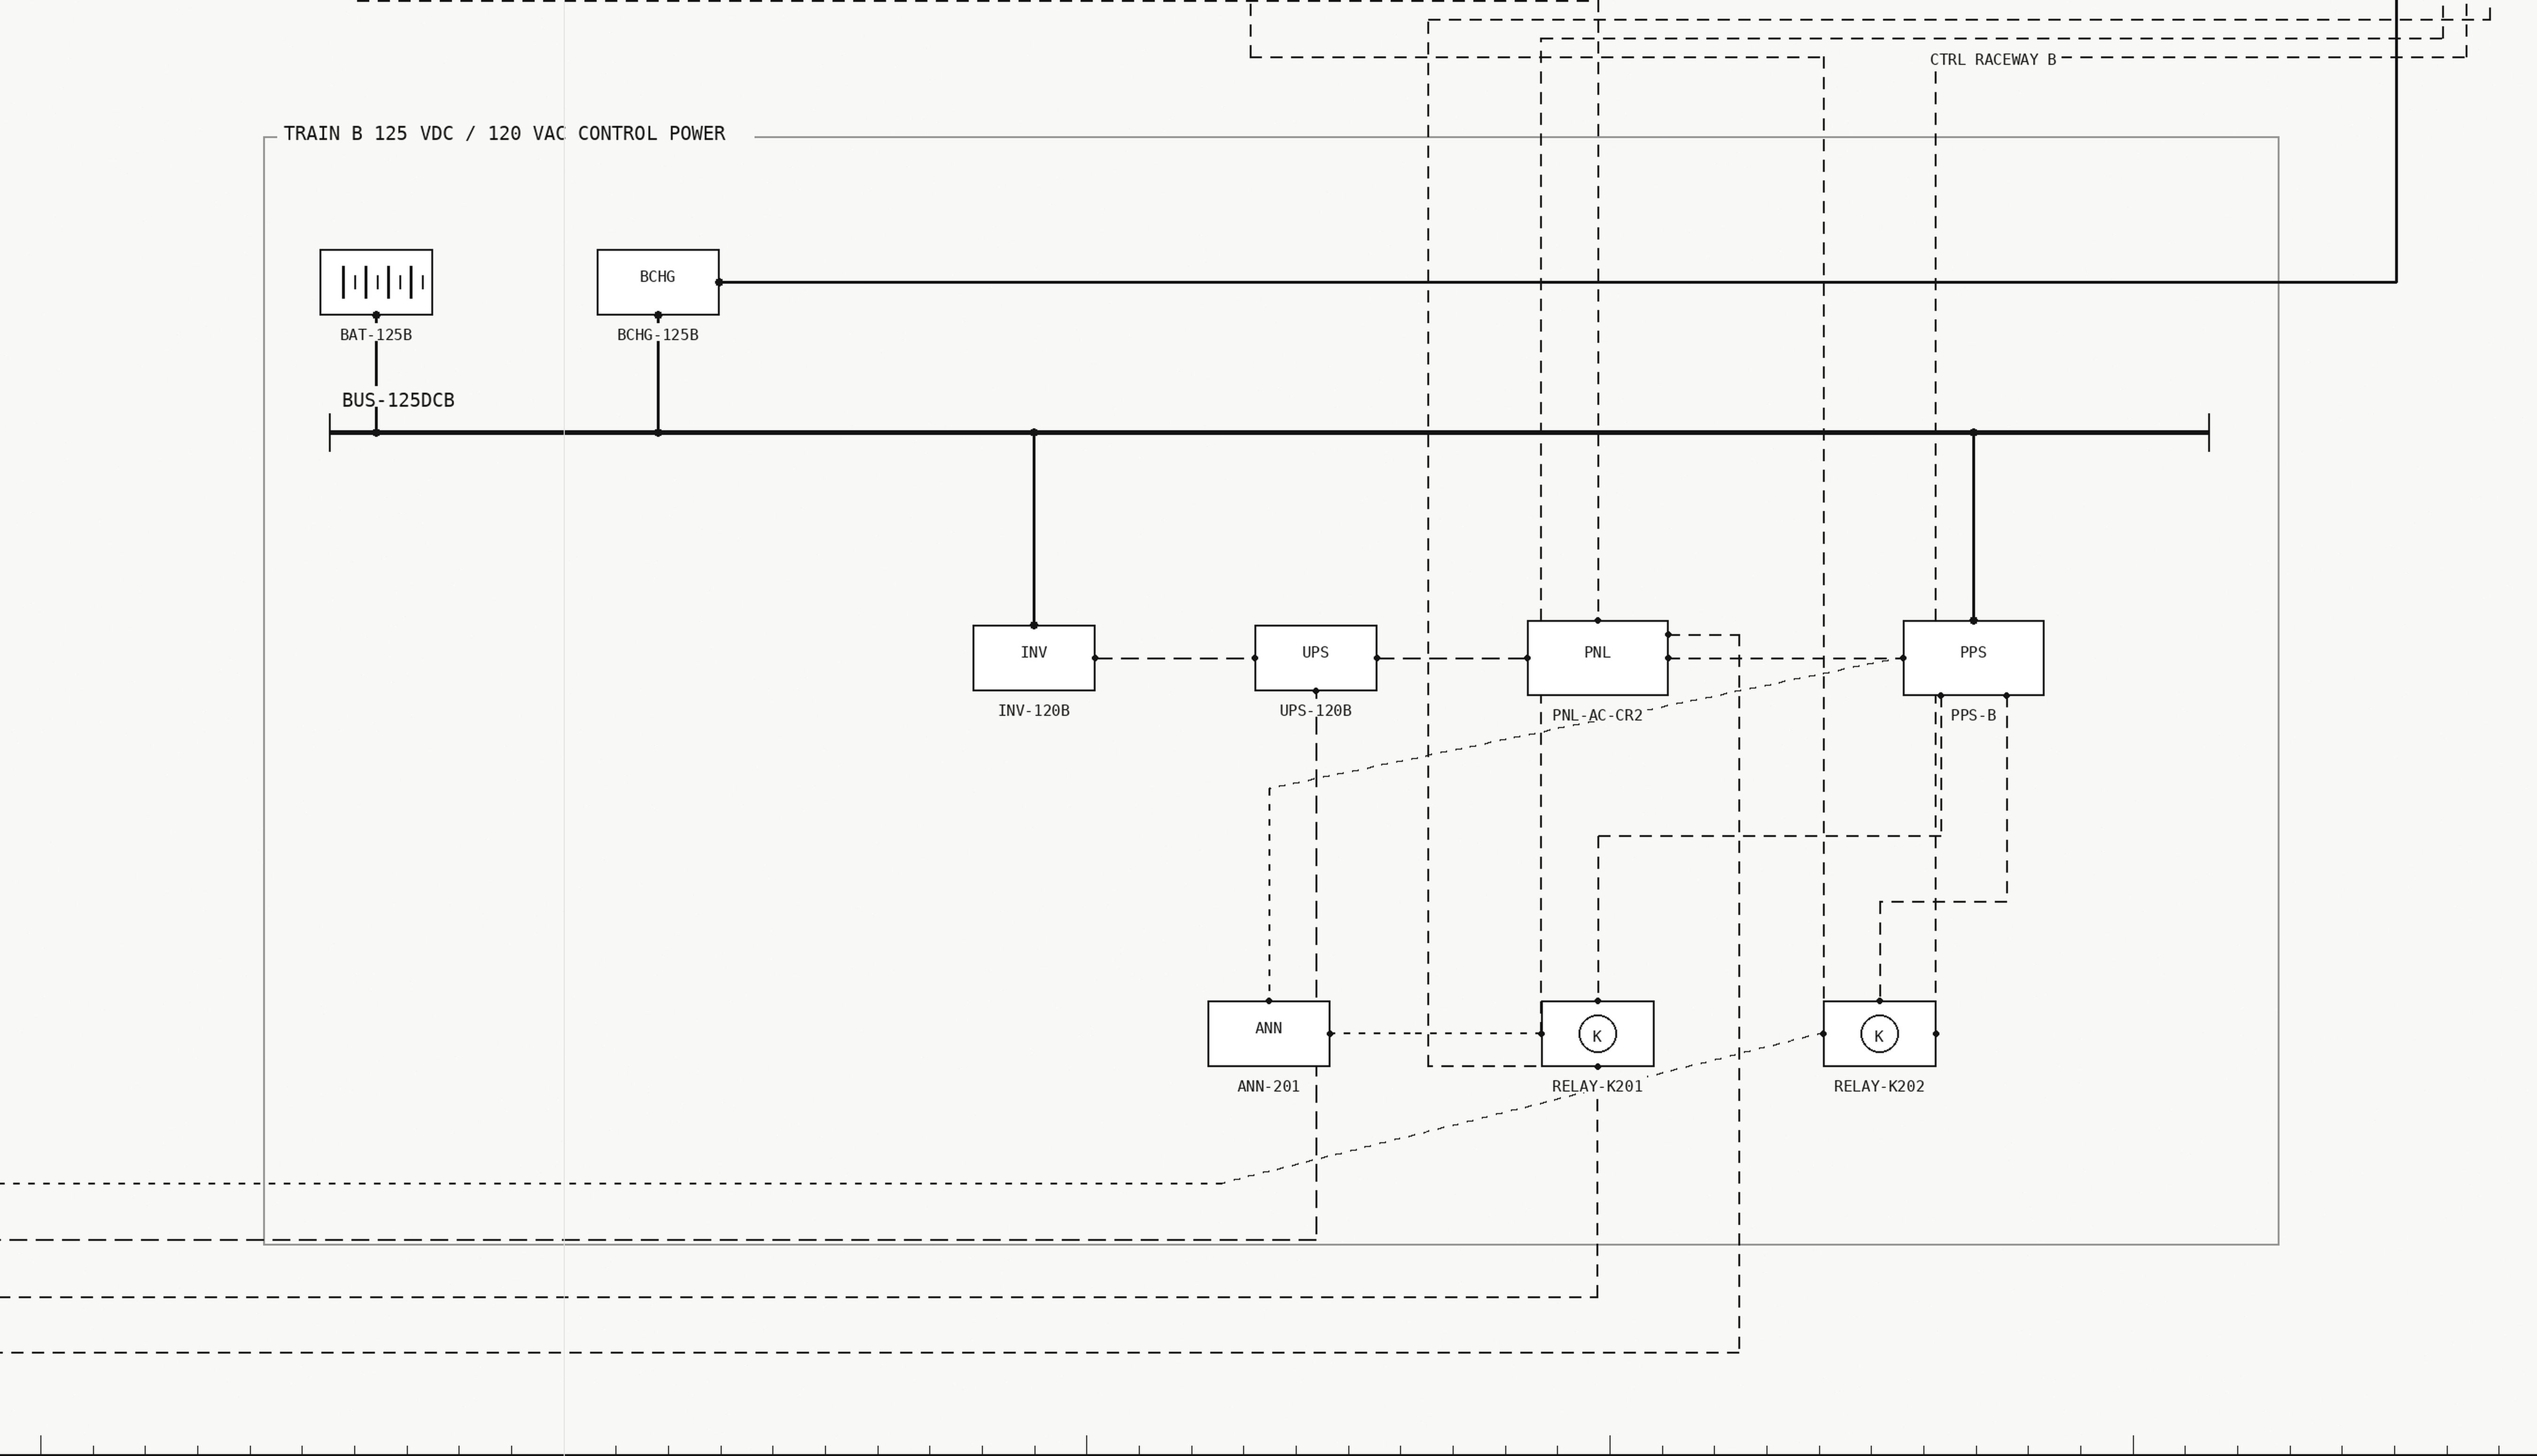 CTRL RACEWAY B
TRAIN B 125 VDC / 120 VAC CONTROL POWER
BCHG
BAT-125B
BCHG-125B
BUS-125DCB
INV
UPS
PNL
PPS
INV-120B
UPS-120B
PNL-AC-CR2
PPS-B
ANN
K
K
ANN-201
RELAY-K201
RELAY-K202